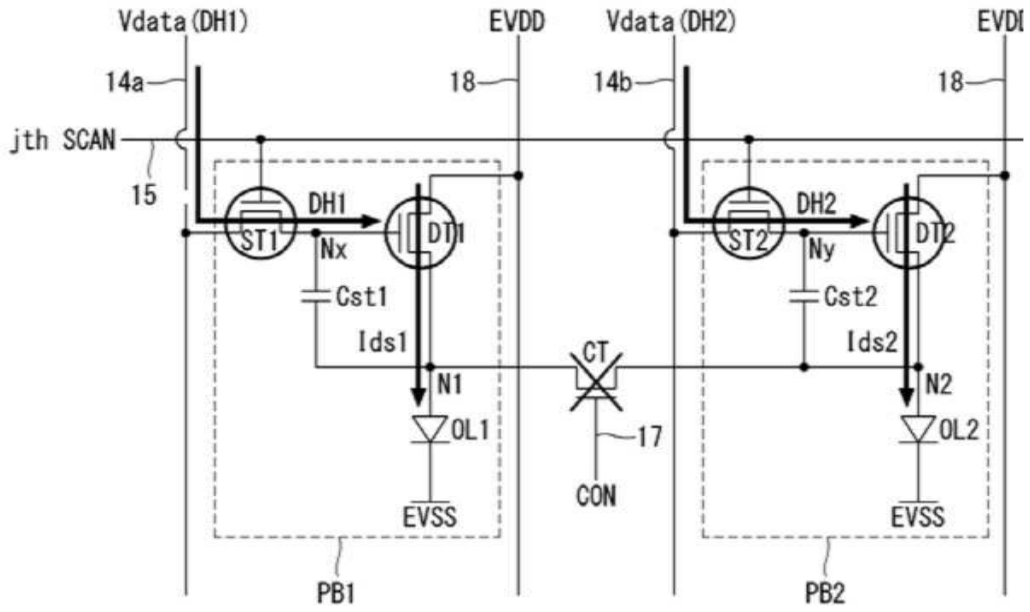 Vdata(DH1)
EVDD
Vdata(DH2)
EVDD
14a
18
14b
18
jth SCAN
15
DH1
ST1
Nx
DT1
DH2
ST2
Ny
DT2
Cst1
Cst2
Ids1
CT
Ids2
N1
N2
OL1
17
OL2
CON
EVSS
EVSS
PB1
PB2